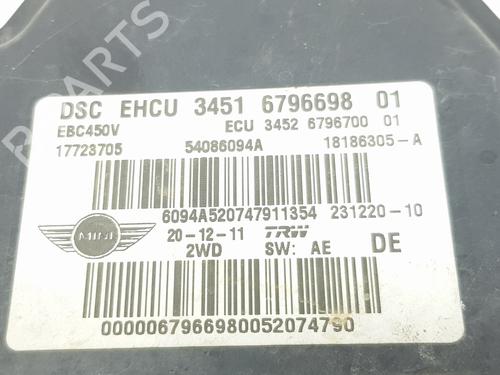 DSC EHCU 3451 6796698 01
EBC450V ECU 3452 6796700 01
17723705 54086094A 18186305-A
6094A520747911354 231220-10
MINI 20-12-11 TRW
2WD SW: AE DE
0000067966980052074790
PARTS